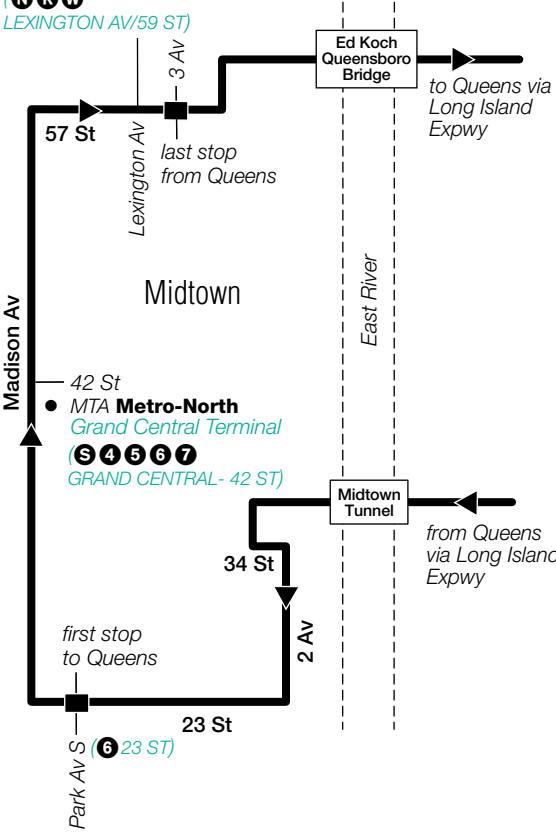 (N R W
LEXINGTON AV/59 ST)
3 Av
Ed Koch
Queensboro
Bridge
to Queens via
Long Island
Expwy
57 St
Lexington Av
last stop
from Queens
Midtown
East River
Madison Av
42 St
MTA Metro-North
Grand Central Terminal
(S 4 5 6 7
GRAND CENTRAL- 42 ST)
Midtown
Tunnel
from Queens
via Long Island
Expwy
34 St
2 Av
first stop
to Queens
23 St
Park Av S
(6 23 ST)